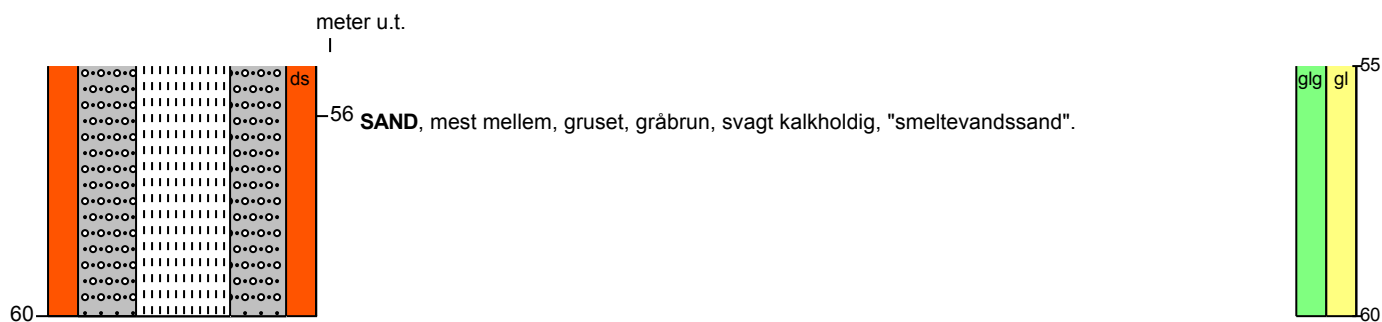 meter u.t.
ds
glg gl
55
56 SAND, mest mellem, gruset, gråbrun, svagt kalkholdig, "smeltevandssand".
60
60